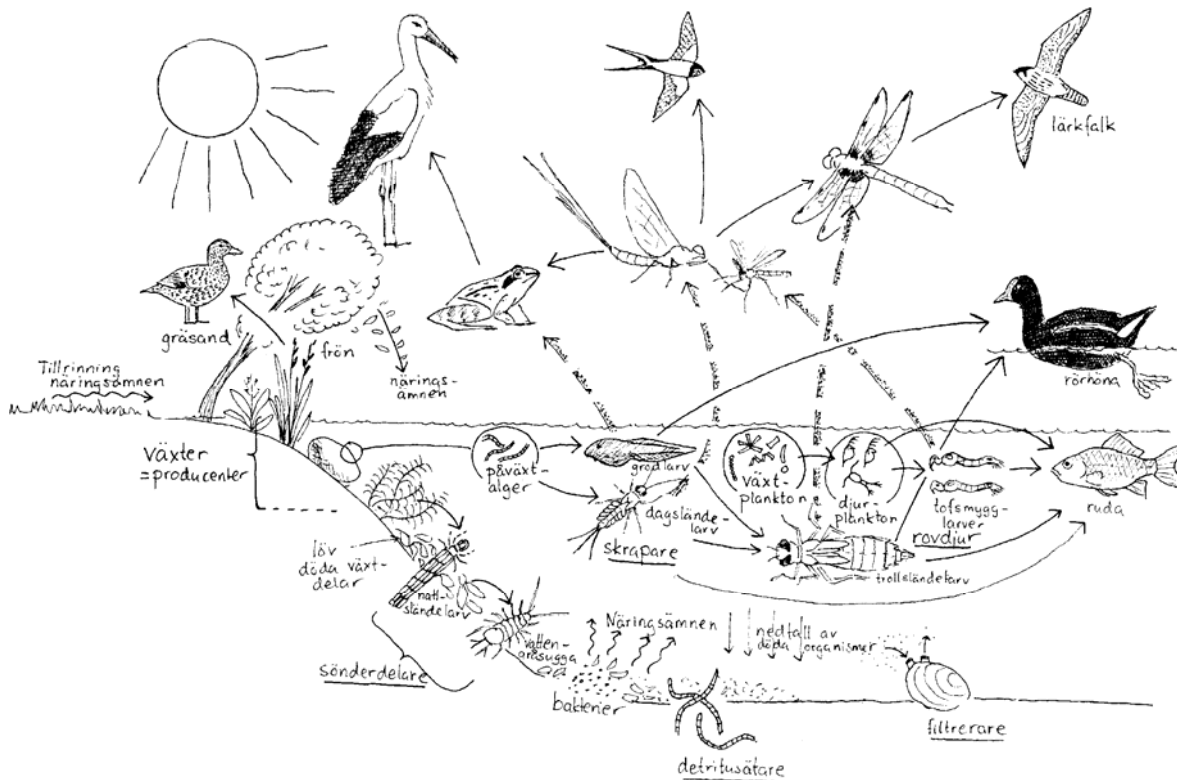 lärkfalk
gräsand
frön
närings-
ämnen
Tillrinning
näringsämnen
rörhöna
växter
=producenter
påväxt-
alger
grodlarv
dagslände-
larv
skrapare
växt-
plankton
djur-
plankton
tofsmygg-
larver
rovdjur
ruda
trollsländelarv
löv
döda växt-
delar
natt-
sländelarv
vatten-
gråsugga
sönderdelare
Näringsämnen
nedfall av
döda organismer
bakterier
detritusätare
filtrerare